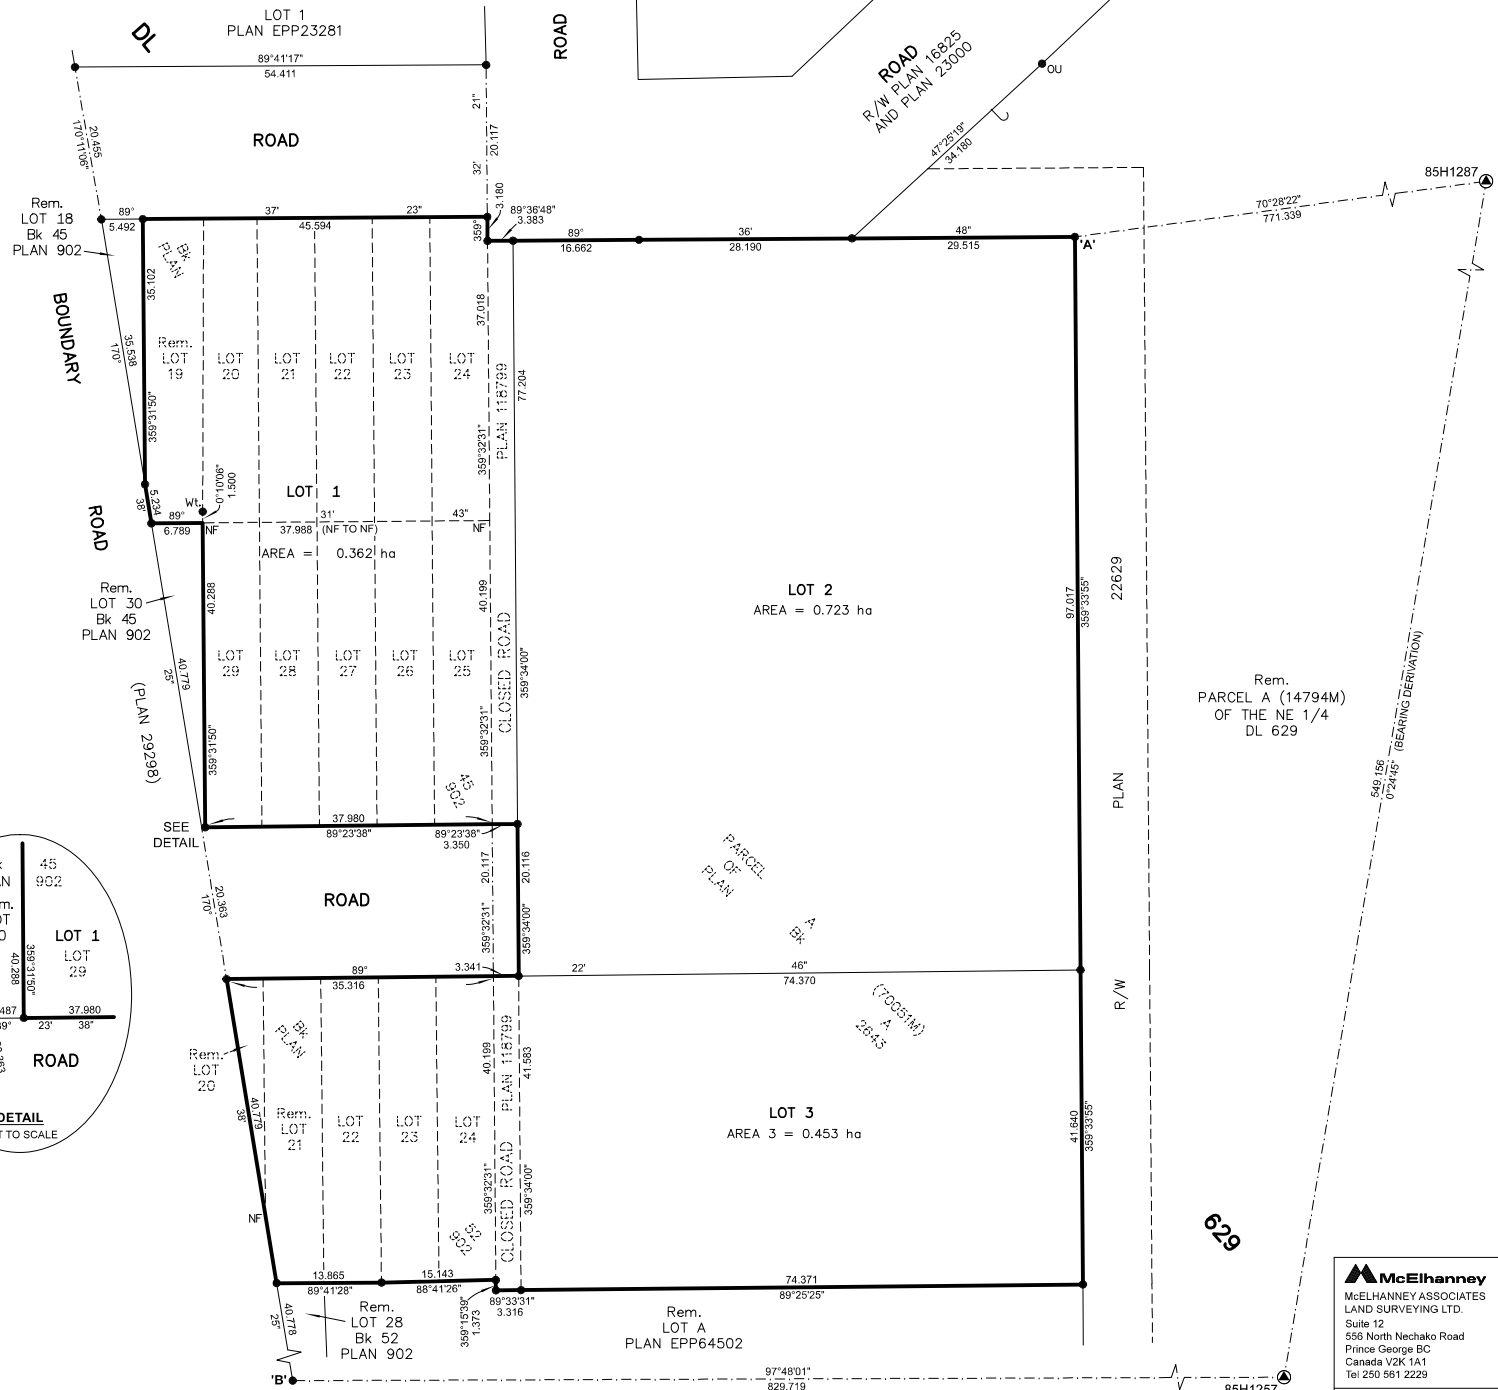 LOT 1
PLAN EPP23281
DL
ROAD
89°41'17"
54.411
21"
20.117
32'
3.180
359°
20.455
170°11'06"
ROAD
ROAD
R/W PLAN 16825
AND PLAN 23000
OU
47°25'19"
34.180
85H1287
70°28'22"
771.339
Rem.
LOT 18
Bk 45
PLAN 902
89°
5.492
37'
23"
45.594
89°36'48"
3.383
89°
16.662
36'
28.190
48"
29.515
'A'
Bk
PLAN
35.102
359°31'50"
35.538
170°
BOUNDARY
ROAD
Rem.
LOT
19
LOT
20
LOT
21
LOT
22
LOT
23
LOT
24
37.018
359°32'31"
PLAN 118799
77.204
0°10'06"
1.500
Wt.
5.234
38'
89°
6.789
NF
LOT 1
31'
43"
37.988 (NF TO NF)
NF
AREA = 0.362 ha
LOT 2
AREA = 0.723 ha
97.017
359°33'55"
22629
PLAN
R/W
Rem.
LOT 30
Bk 45
PLAN 902
40.288
359°31'50"
40.779
25"
(PLAN 29298)
LOT
29
LOT
28
LOT
27
LOT
26
LOT
25
40.199
359°32'31"
CLOSED ROAD
359°34'00"
45
902
Rem.
PARCEL A (14794M)
OF THE NE 1/4
DL 629
549.156
0°24'45" (BEARING DERIVATION)
SEE
DETAIL
37.980
89°23'38"
89°23'38"
3.350
20.117
359°32'31"
20.116
359°34'00"
PARCEL
OF
PLAN
A
Bk
20.363
170°
ROAD
45
902
LOT 1
LOT
29
40.288
359°31'50"
37.980
23' 38"
ROAD
DETAIL
TO SCALE
89°
35.316
3.341
22'
46"
74.370
(70051M)
A
2643
Bk
PLAN
Rem.
LOT
20
40.779
38'
Rem.
LOT
21
LOT
22
LOT
23
LOT
24
40.199
359°32'31"
CLOSED ROAD PLAN 118799
41.583
359°34'00"
52
902
NF
LOT 3
AREA 3 = 0.453 ha
41.640
359°33'55"
629
13.865
89°41'28"
15.143
88°41'26"
359°15'39"
1.373
89°33'31"
3.316
74.371
89°25'25"
40.778
25"
Rem.
LOT 28
Bk 52
PLAN 902
Rem.
LOT A
PLAN EPP64502
'B'
97°48'01"
829.719
85H1257
McElhanney
McELHANNEY ASSOCIATES
LAND SURVEYING LTD.
Suite 12
556 North Nechako Road
Prince George BC
Canada V2K 1A1
Tel 250 561 2229